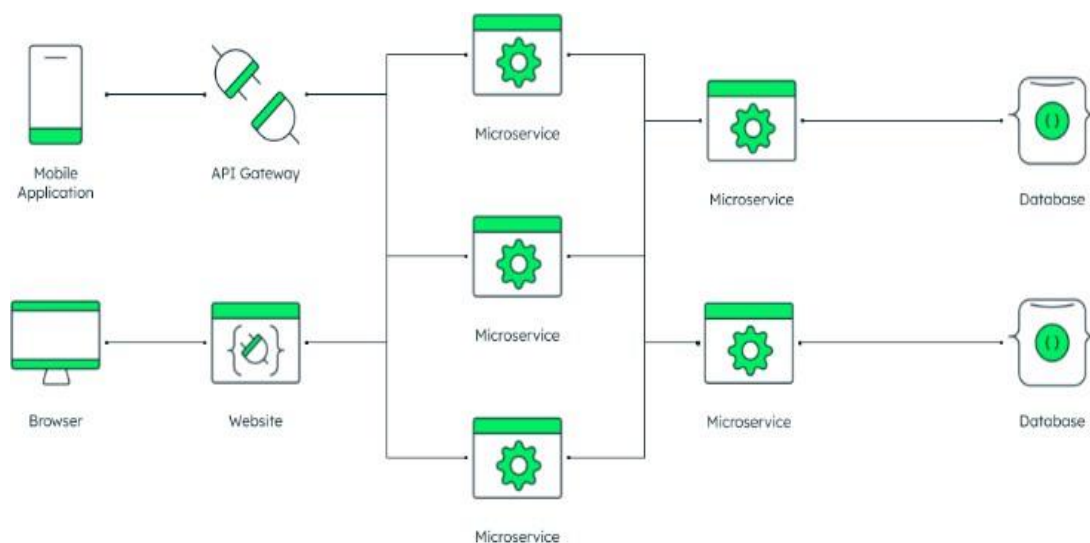 Microservice
Mobile
Application
API Gateway
Microservice
Database
Microservice
Browser
Website
Microservice
Database
Microservice